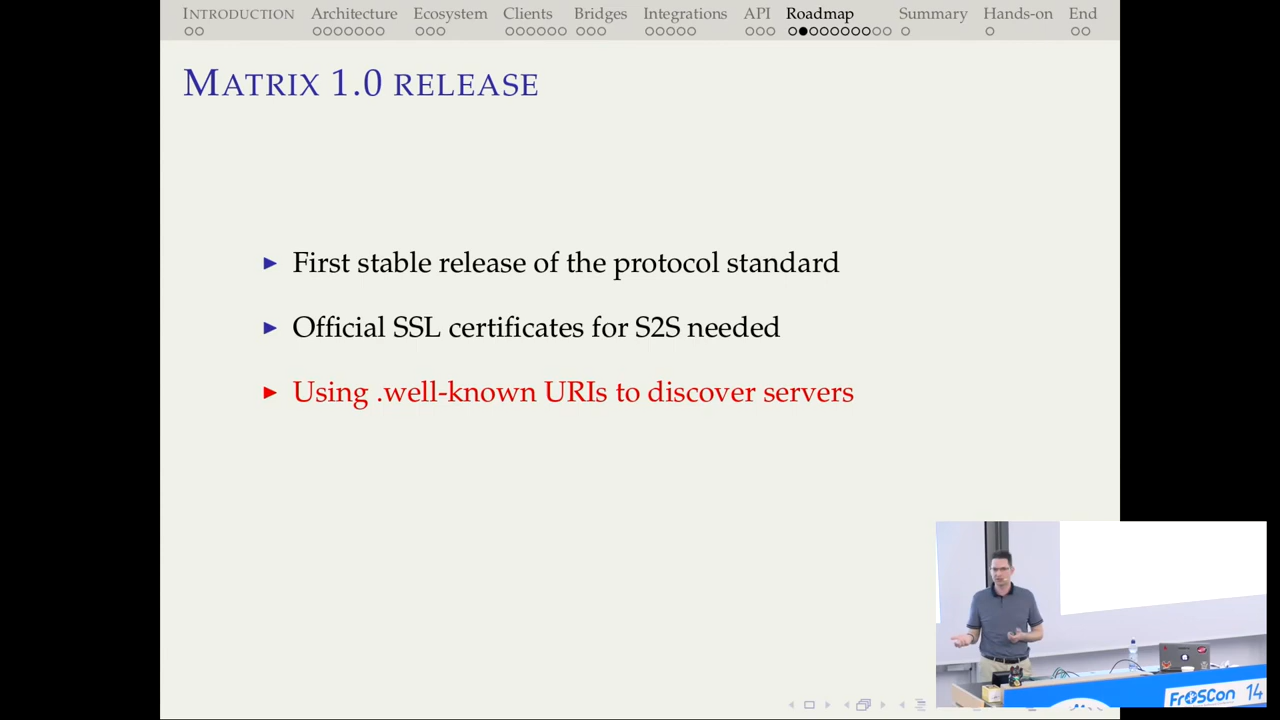 INTRODUCTION Architecture Ecosystem Clients Bridges Integrations API Roadmap Summary Hands-on End
MATRIX 1.0 RELEASE
First stable release of the protocol standard
Official SSL certificates for S2S needed
Using .well-known URIs to discover servers
FrOSCon 14